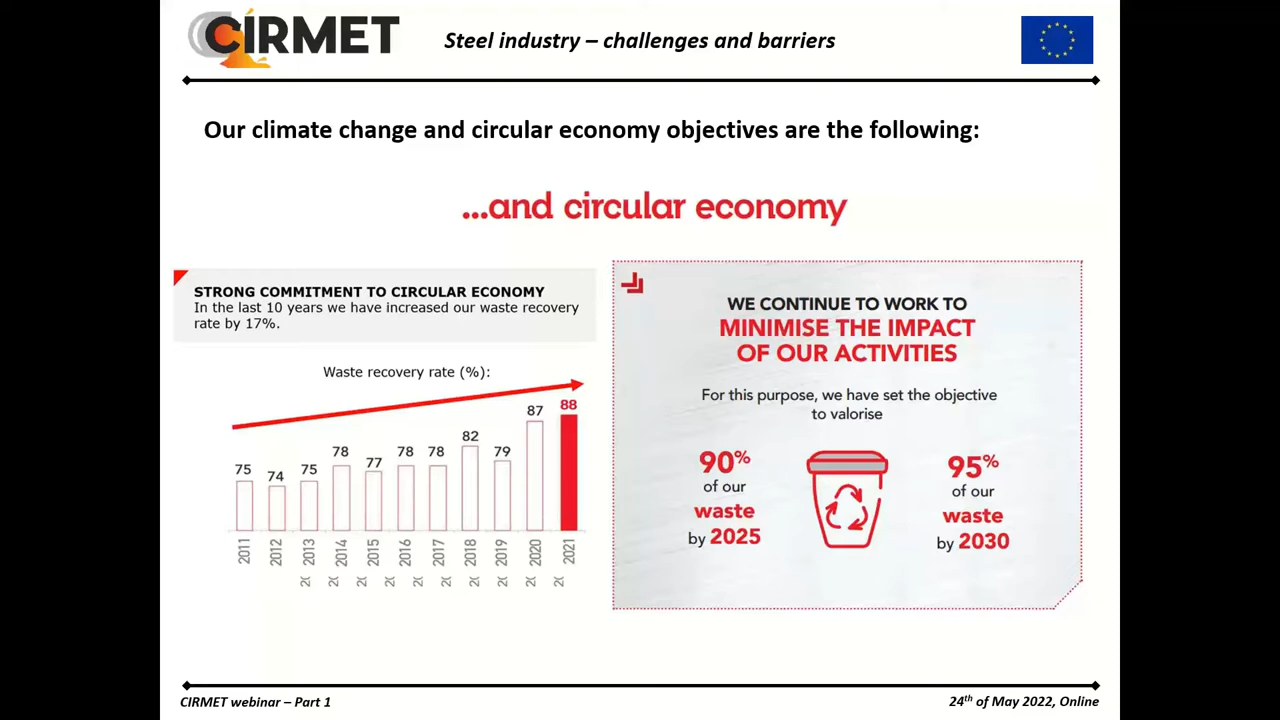 CIRMET
Steel industry – challenges and barriers
Our climate change and circular economy objectives are the following:
...and circular economy
STRONG COMMITMENT TO CIRCULAR ECONOMY
In the last 10 years we have increased our waste recovery
rate by 17%.
Waste recovery rate (%):
75 74 75 78 77 78 78 82 79 87 88
2011 2012 2013 2014 2015 2016 2017 2018 2019 2020 2021
WE CONTINUE TO WORK TO
MINIMISE THE IMPACT
OF OUR ACTIVITIES
For this purpose, we have set the objective
to valorise
90%
of our
waste
by 2025
95%
of our
waste
by 2030
CIRMET webinar – Part 1
24th of May 2022, Online